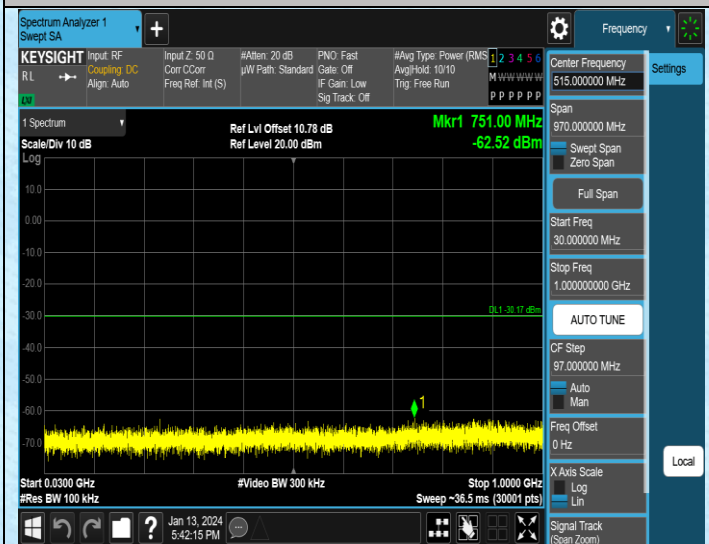 Spectrum Analyzer 1
Swept SA
+
Frequency
KEYSIGHT
RL
LXI
Input: RF
Coupling: DC
Align: Auto
Input Z: 50 Ω
Corr CCorr
Freq Ref: Int (S)
#Atten: 20 dB
µW Path: Standard
PNO: Fast
Gate: Off
IF Gain: Low
Sig Track: Off
#Avg Type: Power (RMS
Avg|Hold: 10/10
Trig: Free Run
1 2 3 4 5 6
M W W W W W
P P P P P P
1 Spectrum
Scale/Div 10 dB
Log
Ref Lvl Offset 10.78 dB
Ref Level 20.00 dBm
Mkr1 751.00 MHz
-62.52 dBm
10.0
0.00
-10.0
-20.0
-30.0
-40.0
-50.0
-60.0
-70.0
DL1 -30.17 dBm
1
Start 0.0300 GHz
#Res BW 100 kHz
#Video BW 300 kHz
Stop 1.0000 GHz
Sweep ~36.5 ms (30001 pts)
Center Frequency
515.000000 MHz
Settings
Span
970.000000 MHz
Swept Span
Zero Span
Full Span
Start Freq
30.000000 MHz
Stop Freq
1.000000000 GHz
AUTO TUNE
CF Step
97.000000 MHz
Auto
Man
Freq Offset
0 Hz
X Axis Scale
Log
Lin
Local
Signal Track
(Span Zoom)
?
Jan 13, 2024
5:42:15 PM